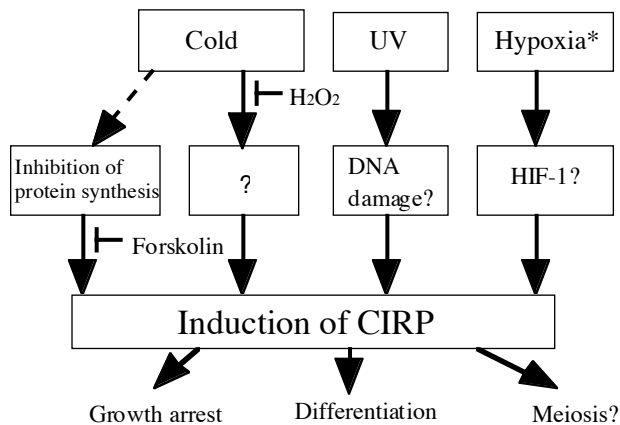 Cold
UV
Hypoxia*
H2O2
Inhibition of
protein synthesis
?
DNA
damage?
HIF-1?
Forskolin
Induction of CIRP
Growth arrest
Differentiation
Meiosis?